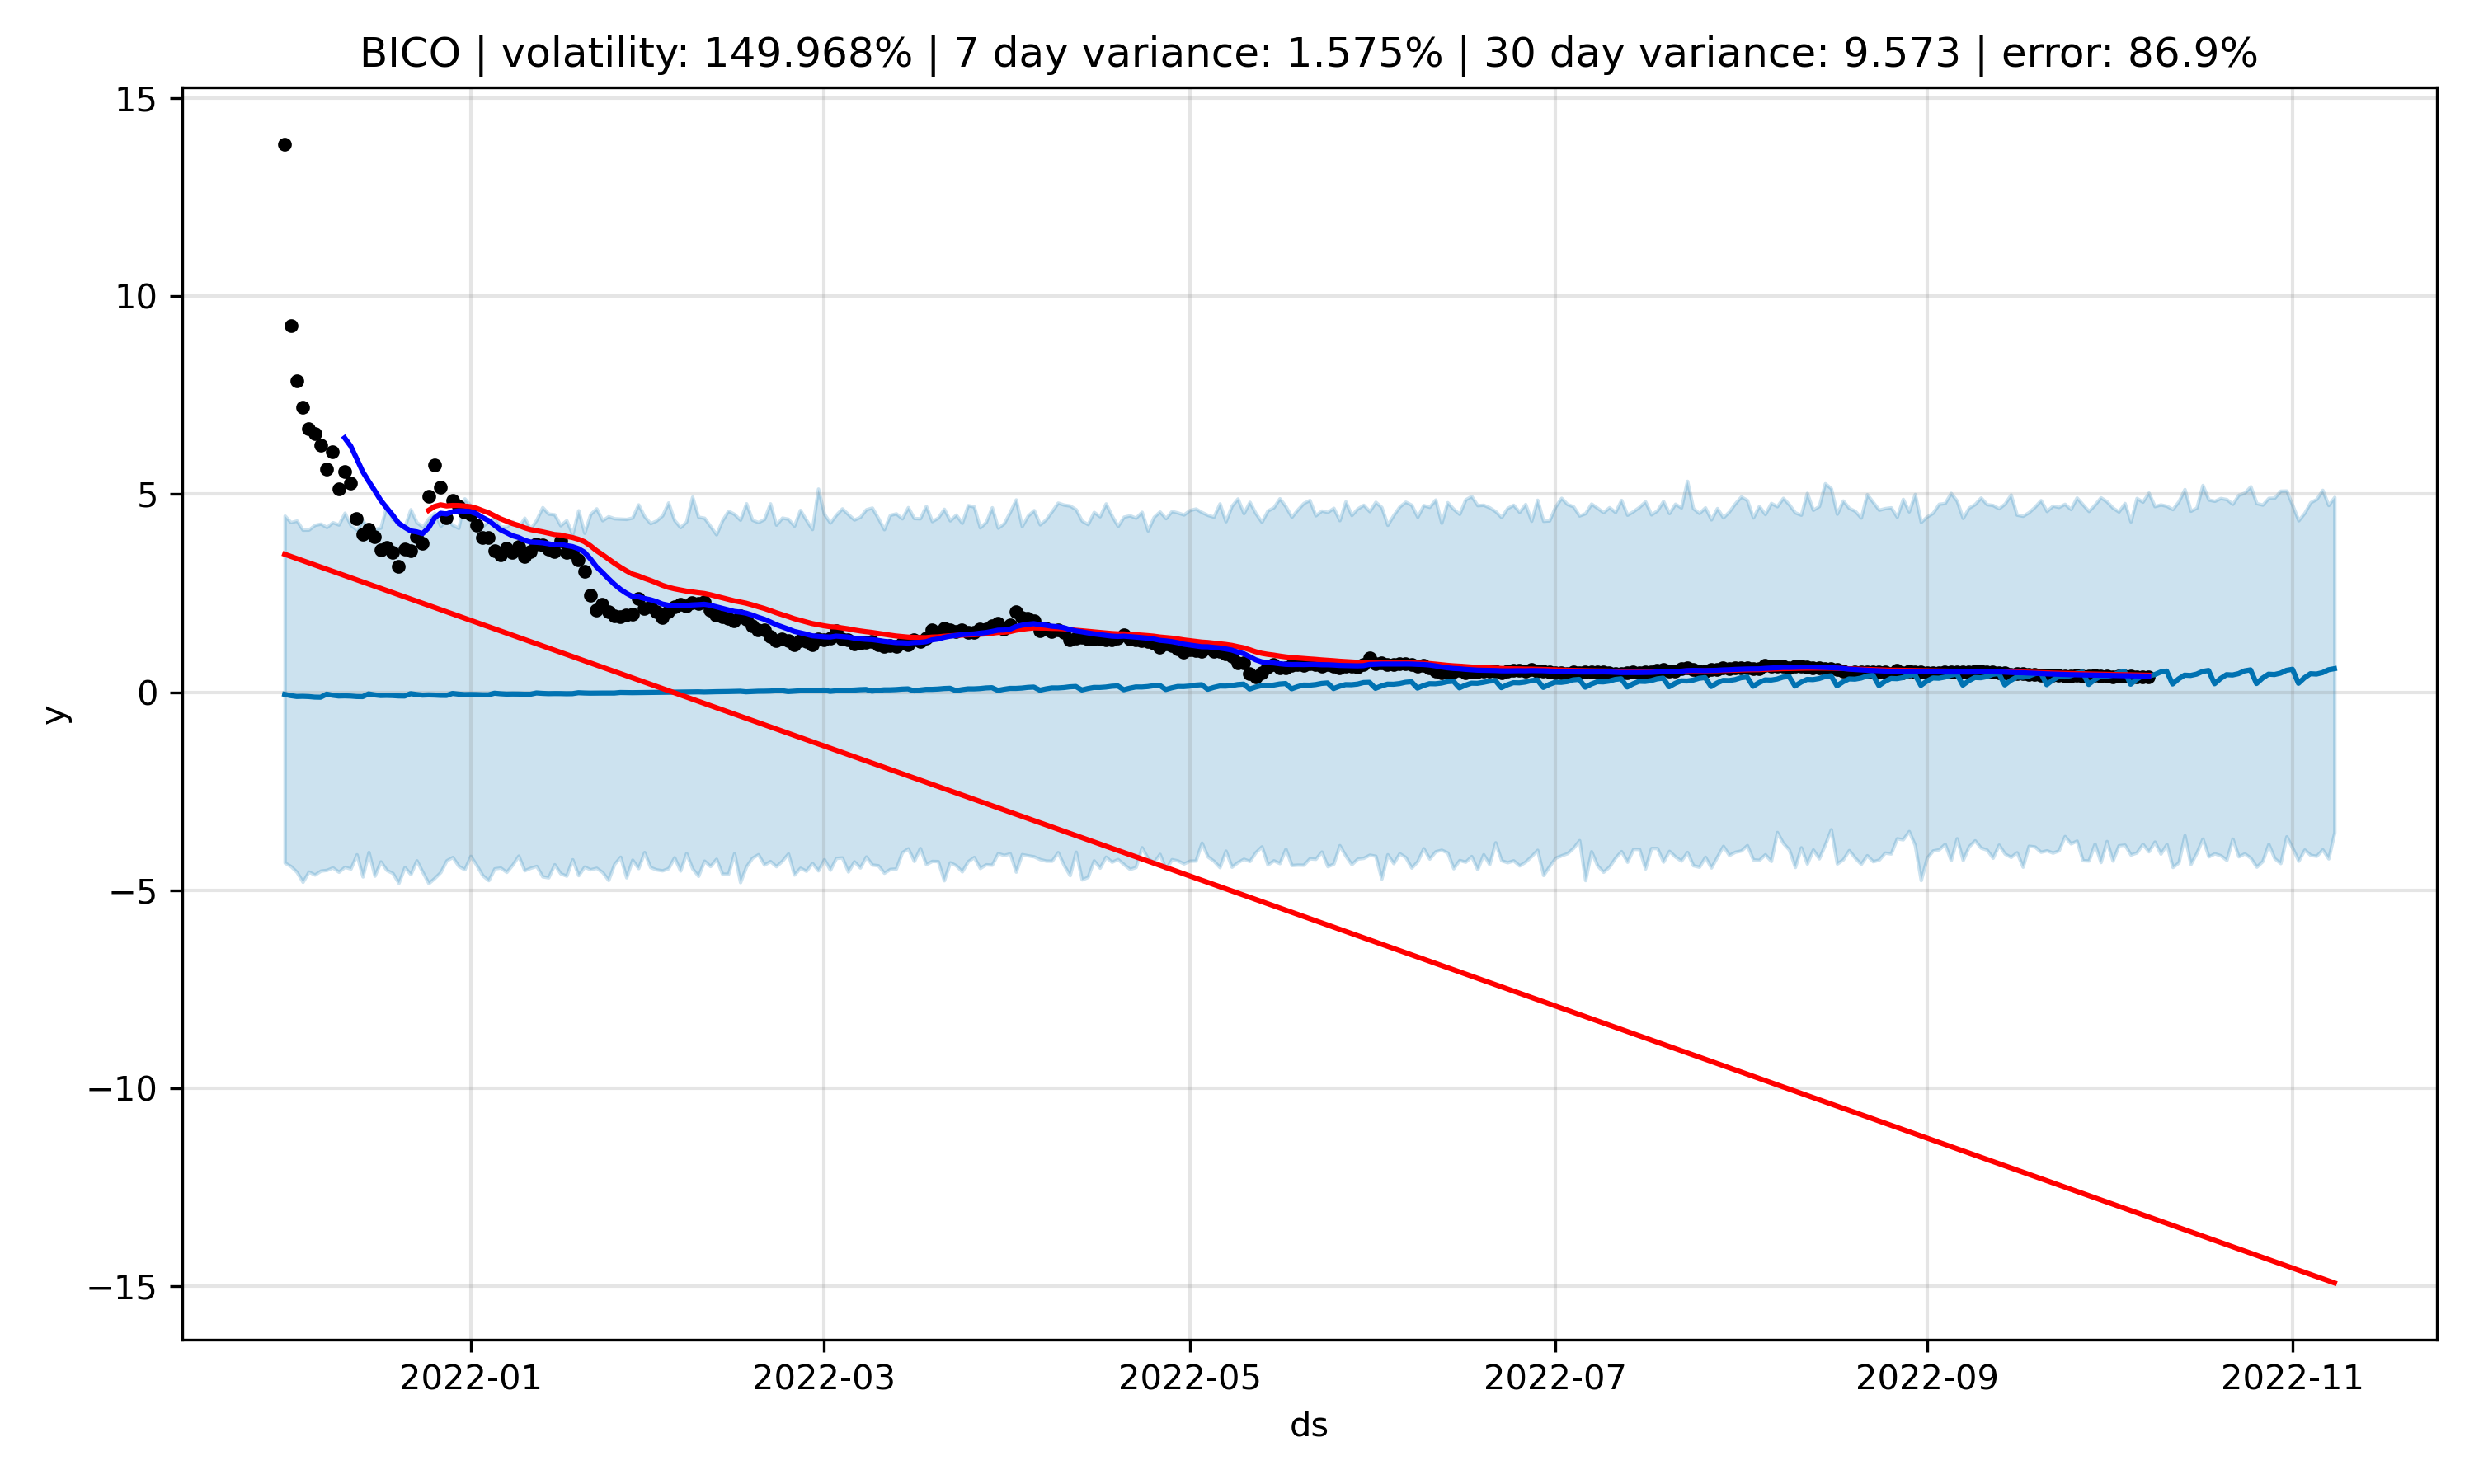 BICO | volatility: 149.968% | 7 day variance: 1.575% | 30 day variance: 9.573 | error: 86.9%
15
10
5
0
−5
−10
−15
y
2022-01 2022-03 2022-05 2022-07 2022-09 2022-11
ds